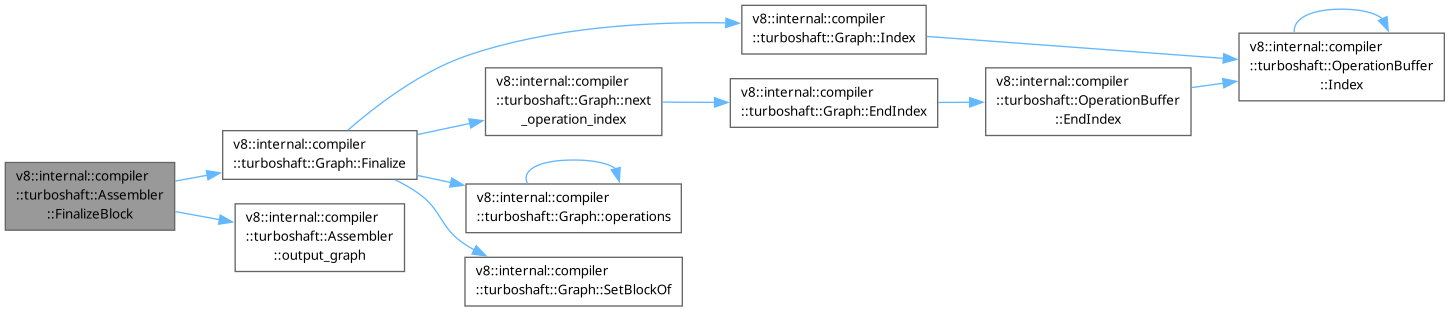 v8::internal::compiler
::turboshaft::Assembler
::FinalizeBlock
v8::internal::compiler
::turboshaft::Graph::Finalize
v8::internal::compiler
::turboshaft::Assembler
::output_graph
v8::internal::compiler
::turboshaft::Graph::Index
v8::internal::compiler
::turboshaft::Graph::next
_operation_index
v8::internal::compiler
::turboshaft::Graph::operations
v8::internal::compiler
::turboshaft::Graph::SetBlockOf
v8::internal::compiler
::turboshaft::Graph::EndIndex
v8::internal::compiler
::turboshaft::OperationBuffer
::EndIndex
v8::internal::compiler
::turboshaft::OperationBuffer
::Index